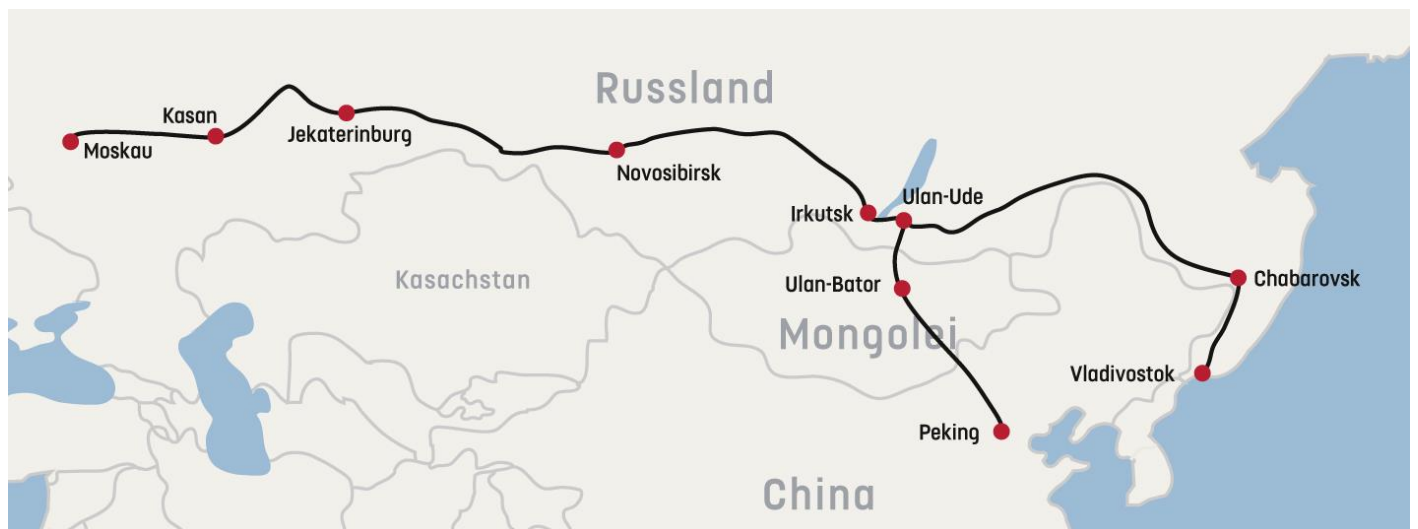 Russland
Kasan
Jekaterinburg
Moskau
Novosibirsk
Ulan-Ude
Irkutsk
Kasachstan
Ulan-Bator
Chabarovsk
Mongolei
Vladivostok
Peking
China